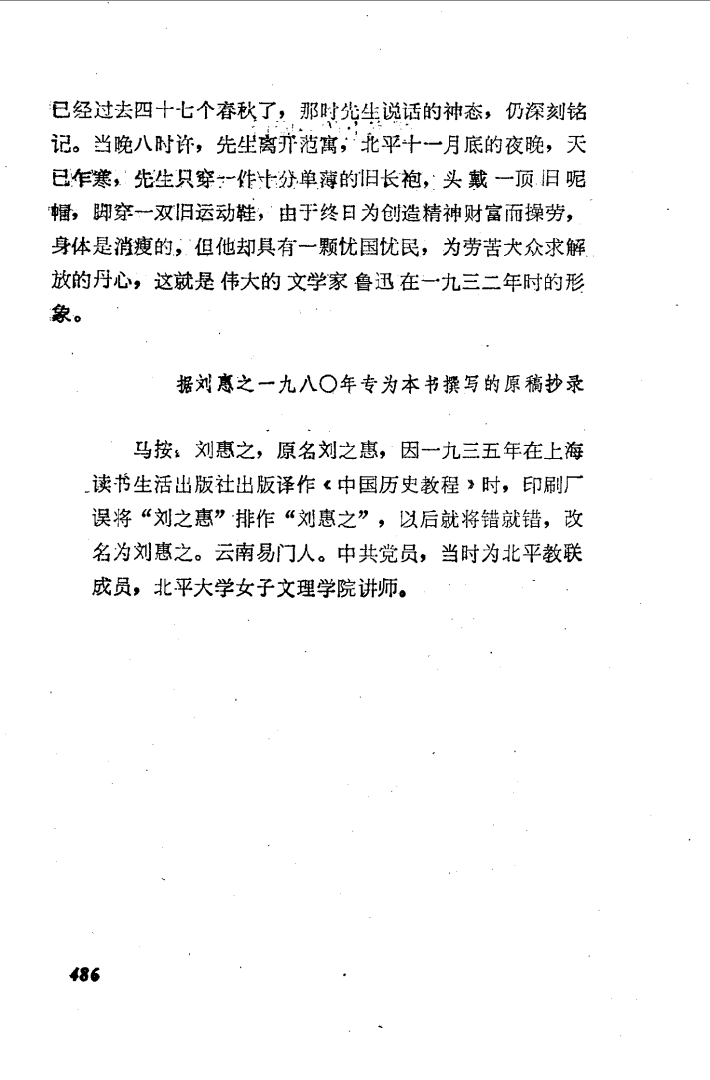 已经过去四十七个春秋了，那时先生说话的神态，仍深刻铭
记。当晚八时许，先生离开范寓，北平十一月底的夜晚，天
已乍寒，先生只穿一件十分单薄的旧长袍，头戴一顶旧呢
帽，脚穿一双旧运动鞋，由于终日为创造精神财富而操劳，
身体是消瘦的，但他却具有一颗忧国忧民，为劳苦大众求解
放的丹心，这就是伟大的文学家鲁迅在一九三二年时的形
象。
据刘惠之一九八〇年专为本书撰写的原稿抄录
马按：刘惠之，原名刘之惠，因一九三五年在上海
读书生活出版社出版译作《中国历史教程》时，印刷厂
误将“刘之惠”排作“刘惠之”，以后就将错就错，改
名为刘惠之。云南易门人。中共党员，当时为北平教联
成员，北平大学女子文理学院讲师。
486